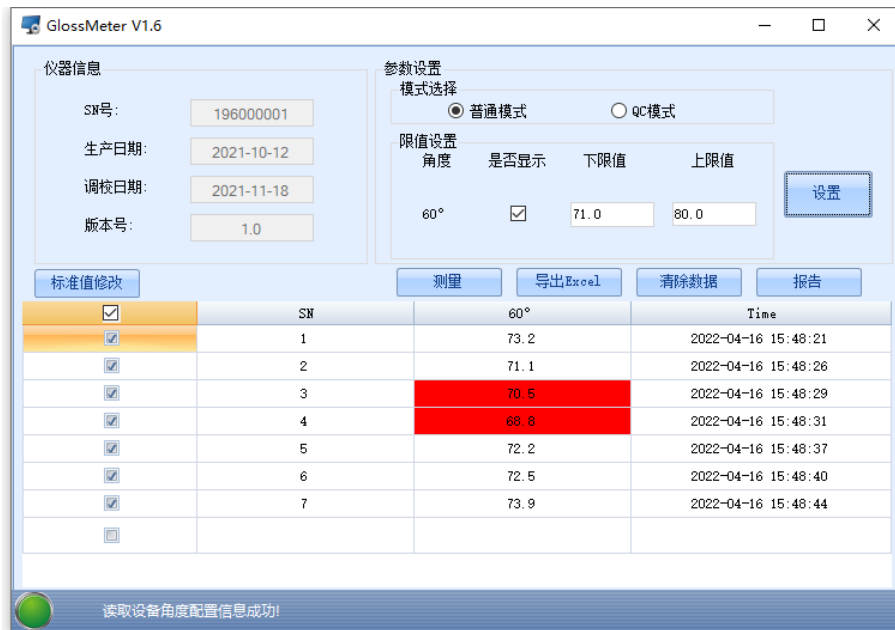 GlossMeter V1.6
仪器信息
SN号: 196000001
生产日期: 2021-10-12
调校日期: 2021-11-18
版本号: 1.0
参数设置
模式选择
普通模式 QC模式
限值设置
角度 是否显示 下限值 上限值
60° 71.0 80.0
设置
标准值修改 测量 导出Excel 清除数据 报告
SN 60° Time
1 73.2 2022-04-16 15:48:21
2 71.1 2022-04-16 15:48:26
3 70.5 2022-04-16 15:48:29
4 68.8 2022-04-16 15:48:31
5 72.2 2022-04-16 15:48:37
6 72.5 2022-04-16 15:48:40
7 73.9 2022-04-16 15:48:44
读取设备角度配置信息成功!